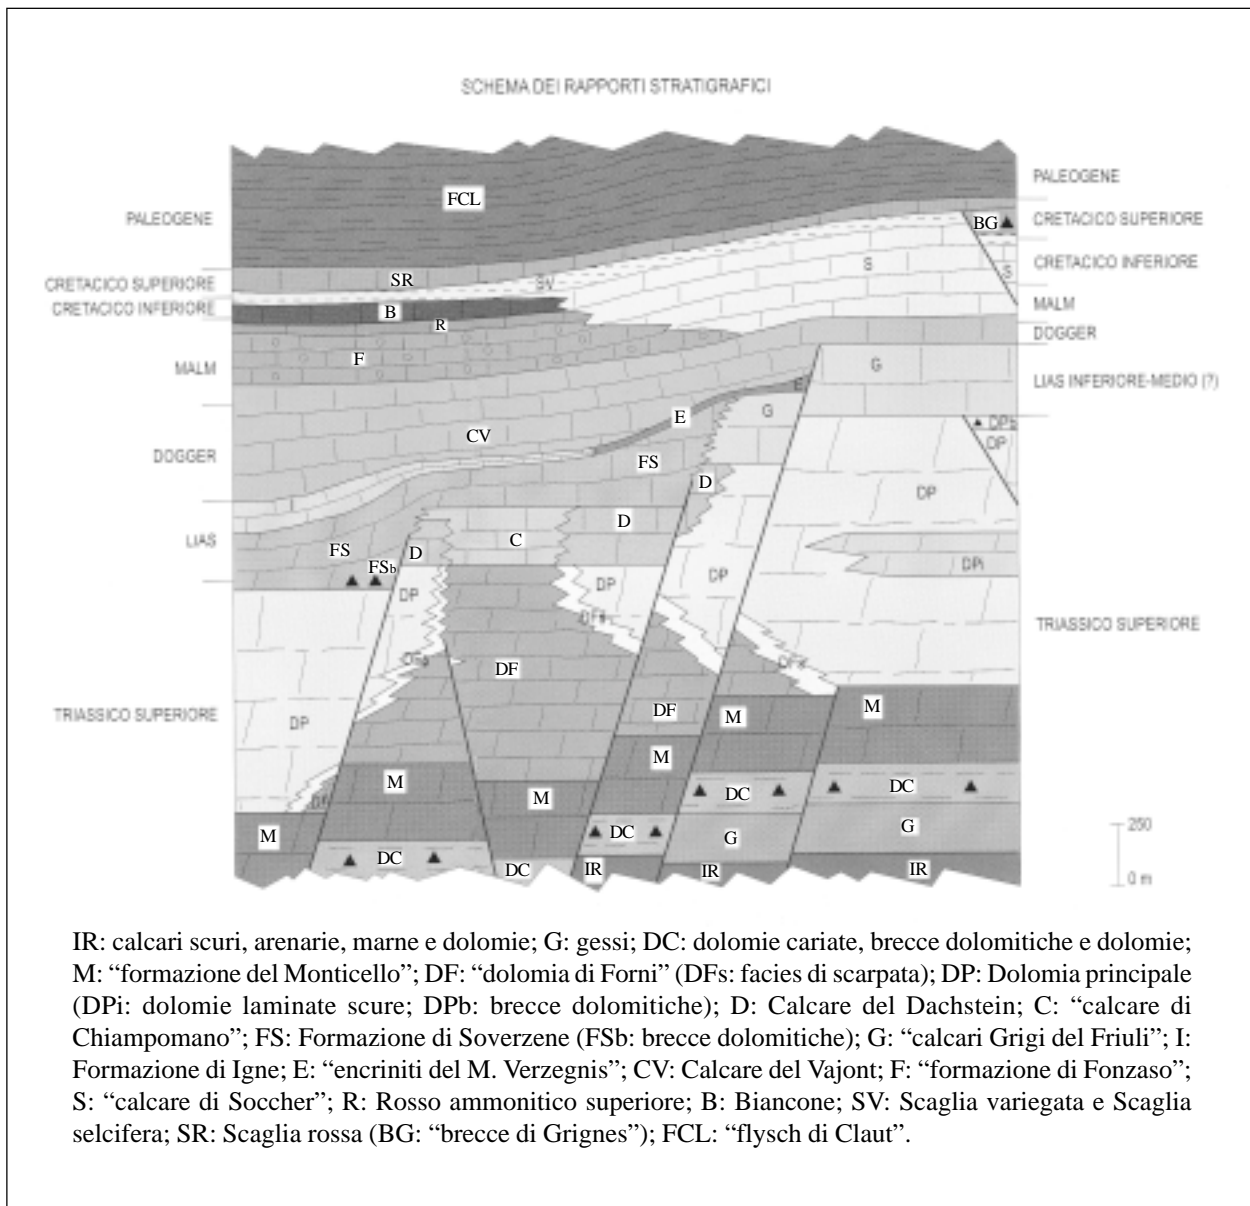 SCHEMA DEI RAPPORTI STRATIGRAFICI
FCL
PALEOGENE
PALEOGENE
BG
CRETACICO SUPERIORE
CRETACICO SUPERIORE
SR
SV
S
S
CRETACICO INFERIORE
CRETACICO INFERIORE
B
R
MALM
DOGGER
F
MALM
G
E
LIAS INFERIORE-MEDIO (?)
G
E
CV
DPb
DP
DOGGER
FS
D
DP
D
LIAS
C
FS
D
FSb
DPi
DP
DP
DP
TRIASSICO SUPERIORE
DF
DF
M
M
TRIASSICO SUPERIORE
DP
M
M
DC
DC
M
250
G
G
M
DC
DC
DC
IR
IR
IR
0 m
IR: calcari scuri, arenarie, marne e dolomie; G: gessi; DC: dolomie cariate, brecce dolomitiche e dolomie;
M: “formazione del Monticello”; DF: “dolomia di Forni” (DFs: facies di scarpata); DP: Dolomia principale
(DPi: dolomie laminate scure; DPb: brecce dolomitiche); D: Calcare del Dachstein; C: “calcare di
Chiampomano”; FS: Formazione di Soverzene (FSb: brecce dolomitiche); G: “calcari Grigi del Friuli”; I:
Formazione di Igne; E: “encriniti del M. Verzegnis”; CV: Calcare del Vajont; F: “formazione di Fonzaso”;
S: “calcare di Soccher”; R: Rosso ammonitico superiore; B: Biancone; SV: Scaglia variegata e Scaglia
selcifera; SR: Scaglia rossa (BG: “brecce di Grignes”); FCL: “flysch di Claut”.